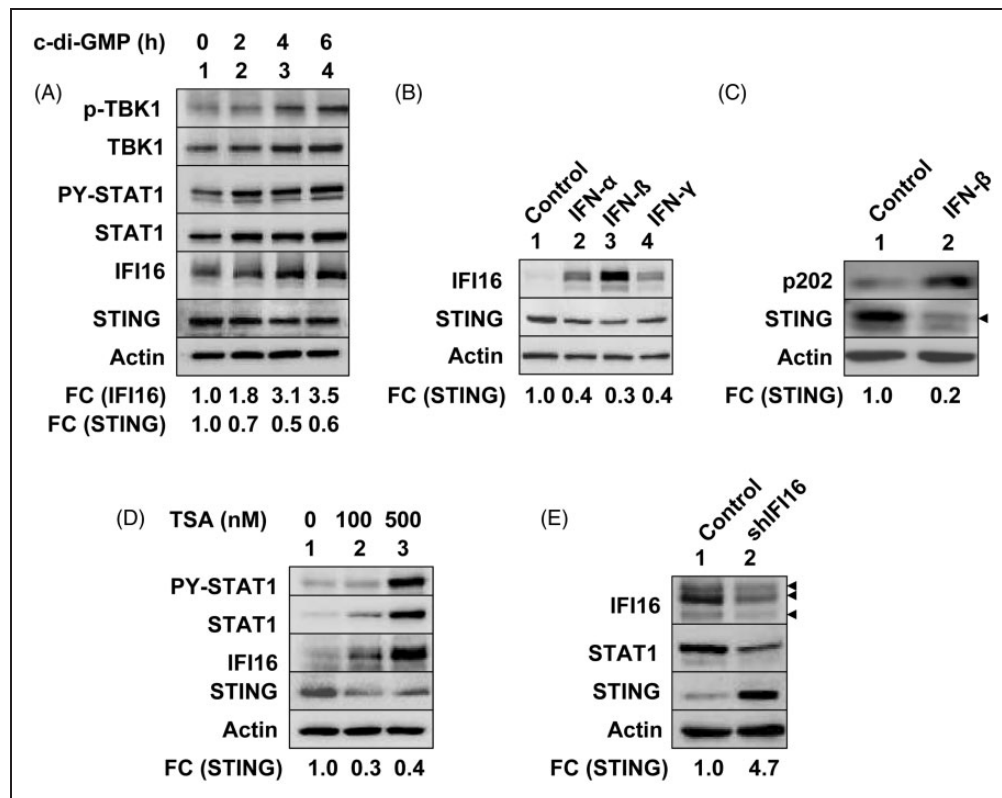 c-di-GMP (h) 0 2 4 6
1 2 3 4
(A)
p-TBK1
TBK1
PY-STAT1
STAT1
IFI16
STING
Actin
FC (IFI16) 1.0 1.8 3.1 3.5
FC (STING) 1.0 0.7 0.5 0.6
(B)
Control IFN-α IFN-ß IFN-γ
1 2 3 4
IFI16
STING
Actin
FC (STING) 1.0 0.4 0.3 0.4
(C)
Control IFN-β
1 2
p202
STING
Actin
FC (STING) 1.0 0.2
(D) TSA (nM) 0 100 500
1 2 3
PY-STAT1
STAT1
IFI16
STING
Actin
FC (STING) 1.0 0.3 0.4
(E)
Control shIFI16
1 2
IFI16
STAT1
STING
Actin
FC (STING) 1.0 4.7